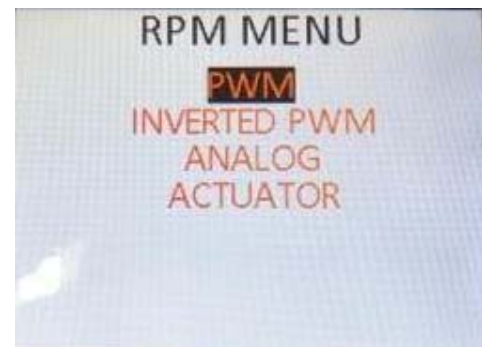 RPM MENU
PWM
INVERTED PWM
ANALOG
ACTUATOR